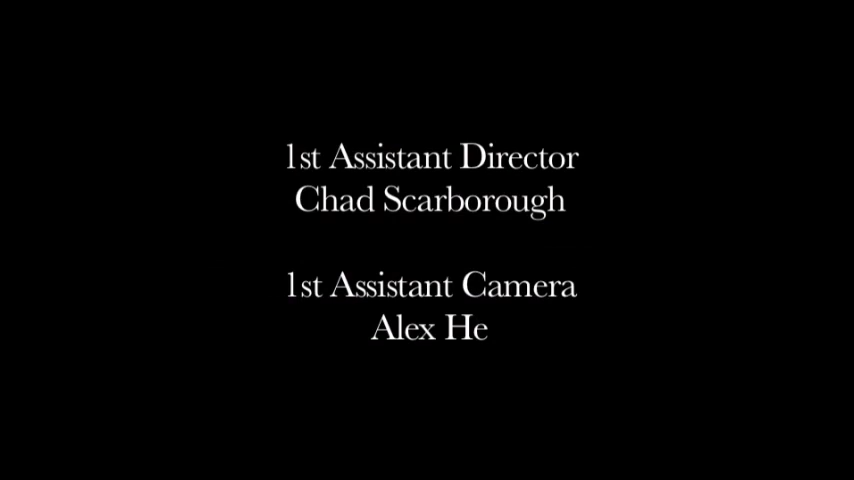 1st Assistant Director
Chad Scarborough
1st Assistant Camera
Alex He